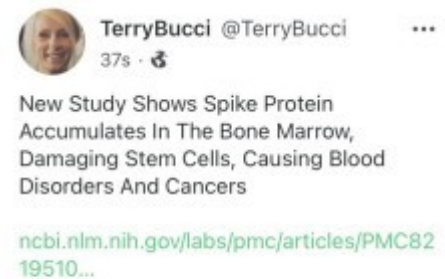 TerryBucci @TerryBucci
37s ·
New Study Shows Spike Protein
Accumulates In The Bone Marrow,
Damaging Stem Cells, Causing Blood
Disorders And Cancers
ncbi.nlm.nih.gov/labs/pmc/articles/PMC82
19510...